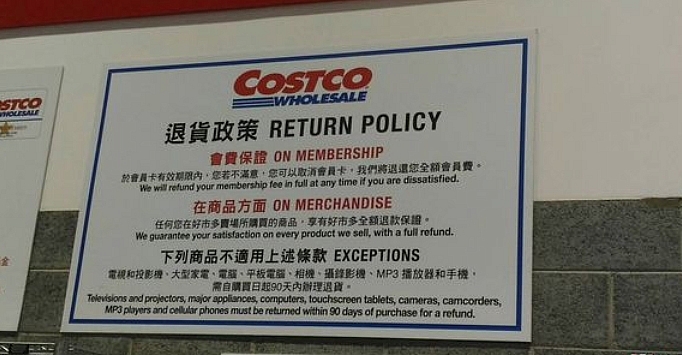 COSTCO
WHOLESALE
退貨政策 RETURN POLICY
會費保證 ON MEMBERSHIP
於會員卡有效期限內，您若不滿意，您可以取消會員卡，我們將退還您全額會員費。
We will refund your membership fee in full at any time if you are dissatisfied.
在商品方面 ON MERCHANDISE
任何您在好市多賣場所購買的商品，享有好市多全額退款保證。
We guarantee your satisfaction on every product we sell, with a full refund.
下列商品不適用上述條款 EXCEPTIONS
電視和投影機、大型家電、電腦、平板電腦、相機、攝錄影機、MP3 播放器和手機，
需自購買日起90天內辦理退貨。
Televisions and projectors, major appliances, computers, touchscreen tablets, cameras, camcorders,
MP3 players and cellular phones must be returned within 90 days of purchase for a refund.
STCO
WHOLESALE
金